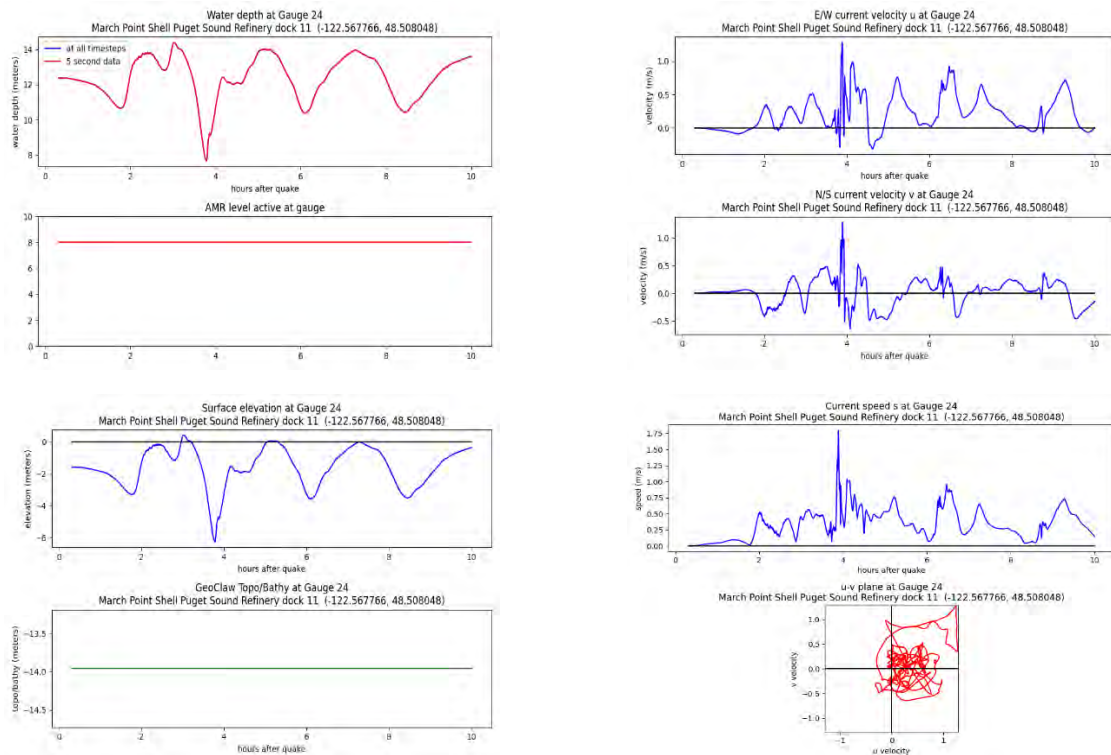 Water depth at Gauge 24
March Point Shell Puget Sound Refinery dock 11 (-122.567766, 48.508048)
at all timesteps
5 second data
water depth (meters)
14
12
10
8
0 2 4 6 8 10
hours after quake
AMR level active at gauge
10
8
6
4
2
0
0 2 4 6 8 10
hours after quake
Surface elevation at Gauge 24
March Point Shell Puget Sound Refinery dock 11 (-122.567766, 48.508048)
elevation (meters)
0
−2
−4
−6
0 2 4 6 8 10
hours after quake
GeoClaw Topo/Bathy at Gauge 24
March Point Shell Puget Sound Refinery dock 11 (-122.567766, 48.508048)
topo/bathy (meters)
−13.5
−14.0
−14.5
0 2 4 6 8 10
hours after quake
E/W current velocity u at Gauge 24
March Point Shell Puget Sound Refinery dock 11 (-122.567766, 48.508048)
velocity (m/s)
1.0
0.5
0.0
0 2 4 6 8 10
hours after quake
N/S current velocity v at Gauge 24
March Point Shell Puget Sound Refinery dock 11 (-122.567766, 48.508048)
velocity (m/s)
1.0
0.5
0.0
−0.5
0 2 4 6 8 10
hours after quake
Current speed s at Gauge 24
March Point Shell Puget Sound Refinery dock 11 (-122.567766, 48.508048)
speed (m/s)
1.75
1.50
1.25
1.00
0.75
0.50
0.25
0.00
0 2 4 6 8 10
hours after quake
u-v plane at Gauge 24
March Point Shell Puget Sound Refinery dock 11 (-122.567766, 48.508048)
v velocity
1.0
0.5
0.0
−0.5
−1.0
−1 0 1
u velocity